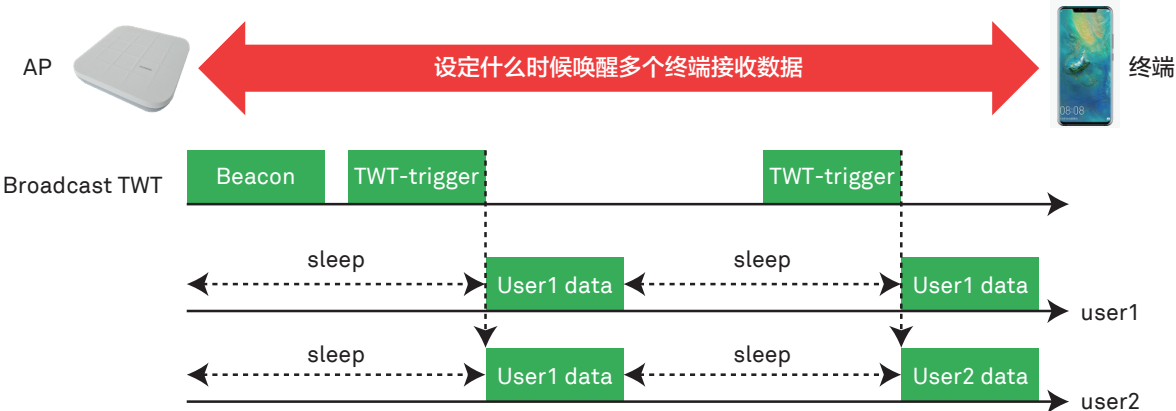 AP
设定什么时候唤醒多个终端接收数据
终端
08:08
Broadcast TWT
Beacon
TWT-trigger
TWT-trigger
sleep
User1 data
sleep
User1 data
user1
sleep
User1 data
sleep
User2 data
user2